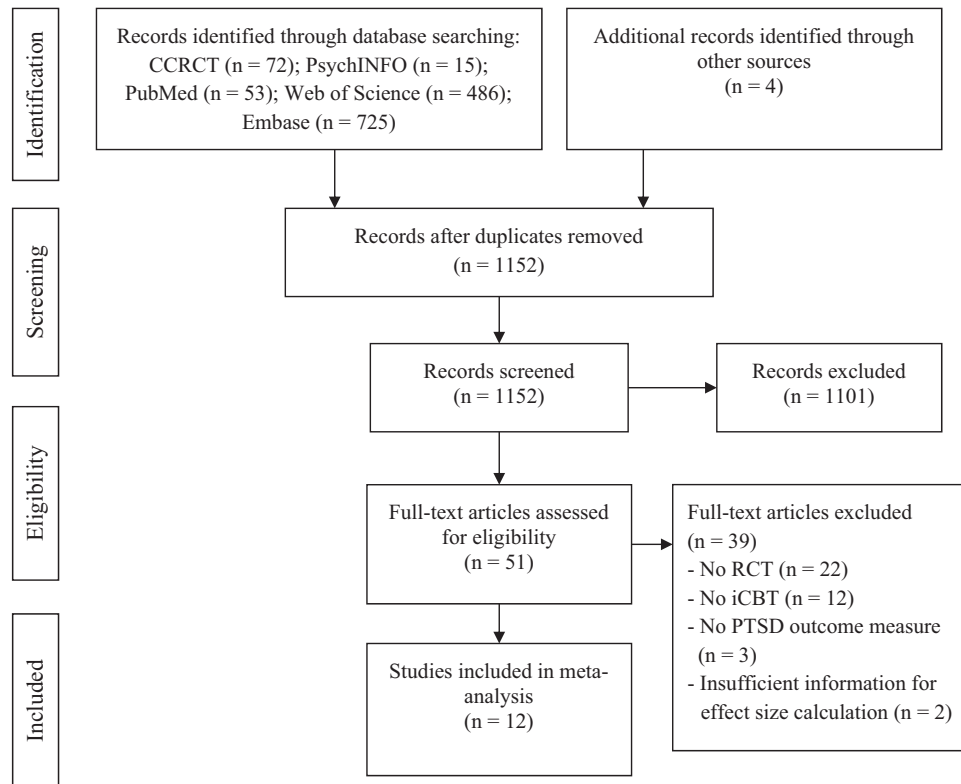 Identification
Records identified through database searching:
CCRCT (n = 72); PsychINFO (n = 15);
PubMed (n = 53); Web of Science (n = 486);
Embase (n = 725)
Additional records identified through
other sources
(n = 4)
Screening
Records after duplicates removed
(n = 1152)
Records screened
(n = 1152)
Records excluded
(n = 1101)
Eligibility
Full-text articles assessed
for eligibility
(n = 51)
Full-text articles excluded
(n = 39)
- No RCT (n = 22)
- No iCBT (n = 12)
- No PTSD outcome measure
(n = 3)
- Insufficient information for
effect size calculation (n = 2)
Included
Studies included in meta-
analysis
(n = 12)